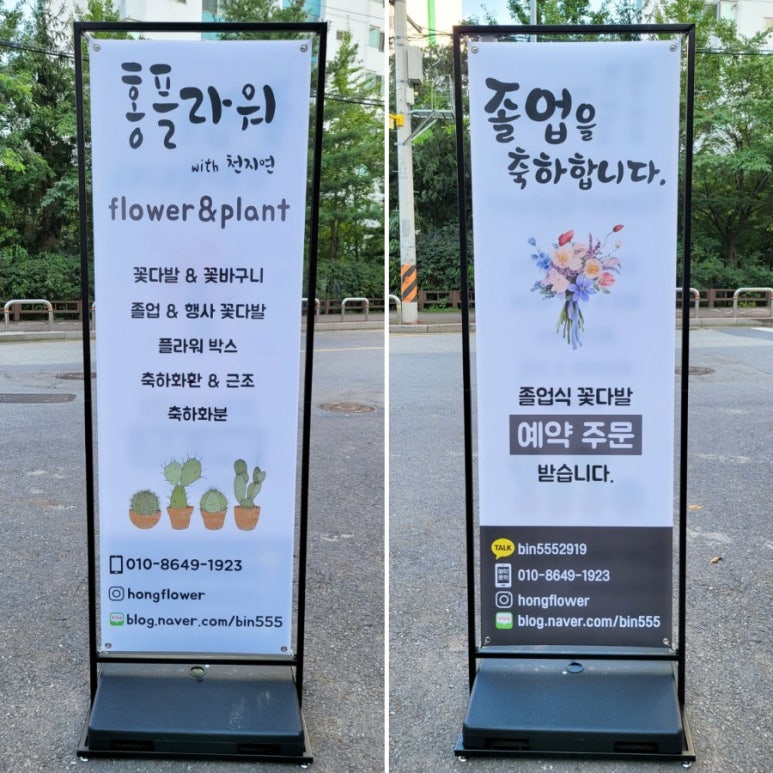 홍플라워
with 천지연
flower&plant
꽃다발 & 꽃바구니
졸업 & 행사 꽃다발
플라워 박스
축하화환 & 근조
축하화분
010-8649-1923
hongflower
blog.naver.com/bin555
졸업을
축하합니다.
졸업식 꽃다발
예약 주문
받습니다.
TALK bin5552919
010-8649-1923
hongflower
blog.naver.com/bin555